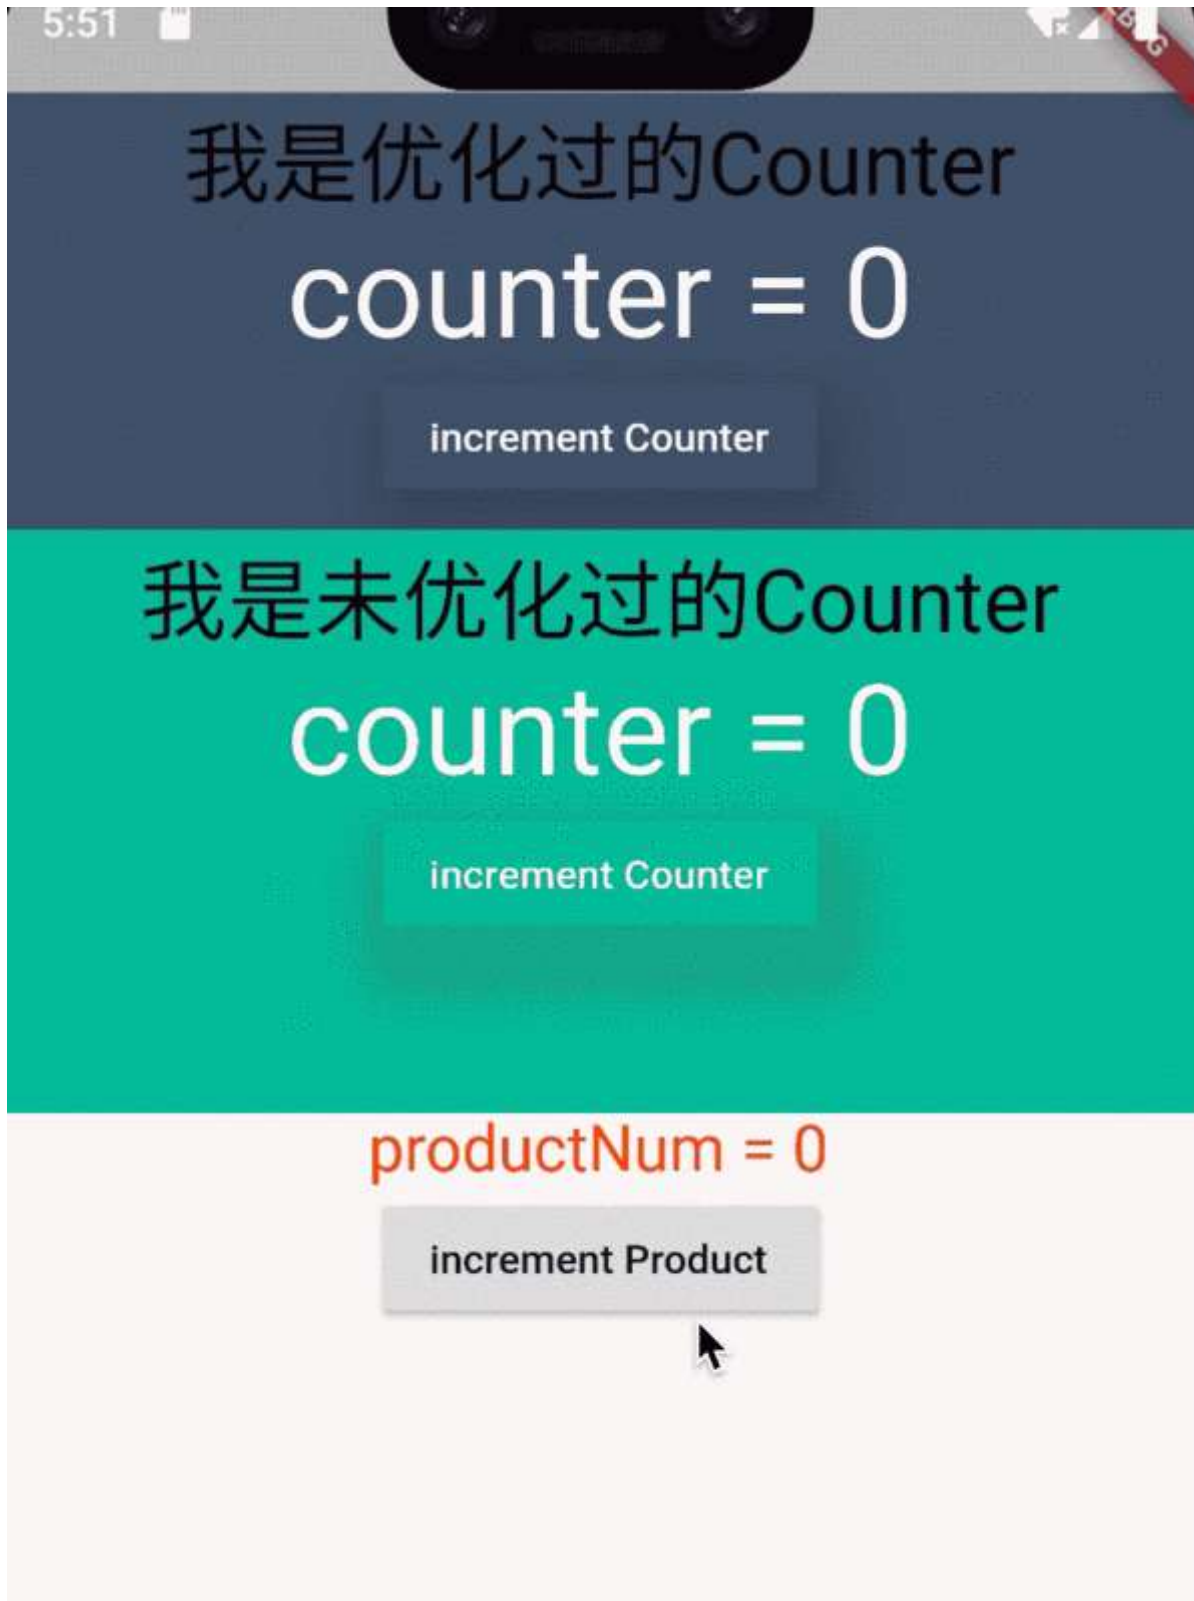 5:51
我是优化过的Counter
counter = 0
increment Counter
我是未优化过的Counter
counter = 0
increment Counter
productNum = 0
increment Product